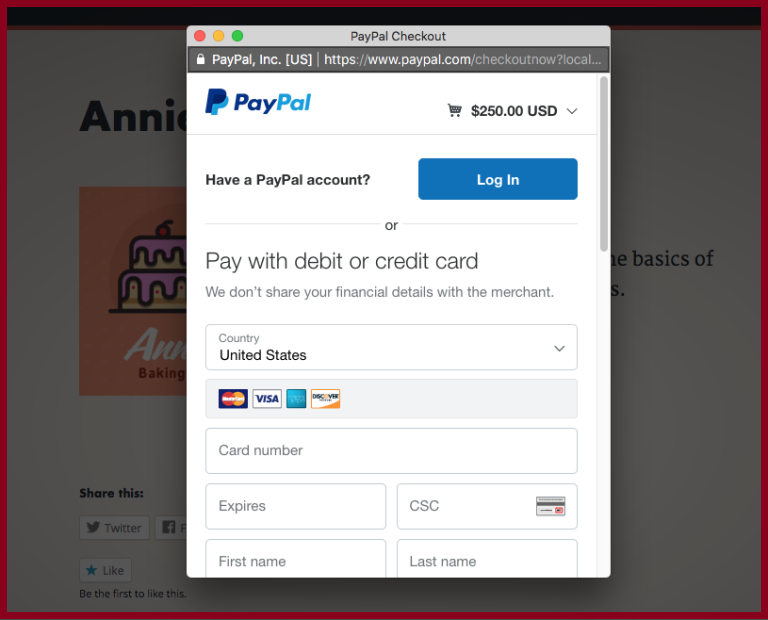 PayPal Checkout
PayPal, Inc. [US] | https://www.paypal.com/checkoutnow?local...
PayPal
$250.00 USD
Have a PayPal account?
Log In
or
Pay with debit or credit card
We don't share your financial details with the merchant.
Country
United States
MasterCard VISA DISCOVER
Card number
Expires
CSC
First name
Last name
Annie
basics of
s.
Ann
Baking
Share this:
Twitter
F
Like
Be the first to like this.